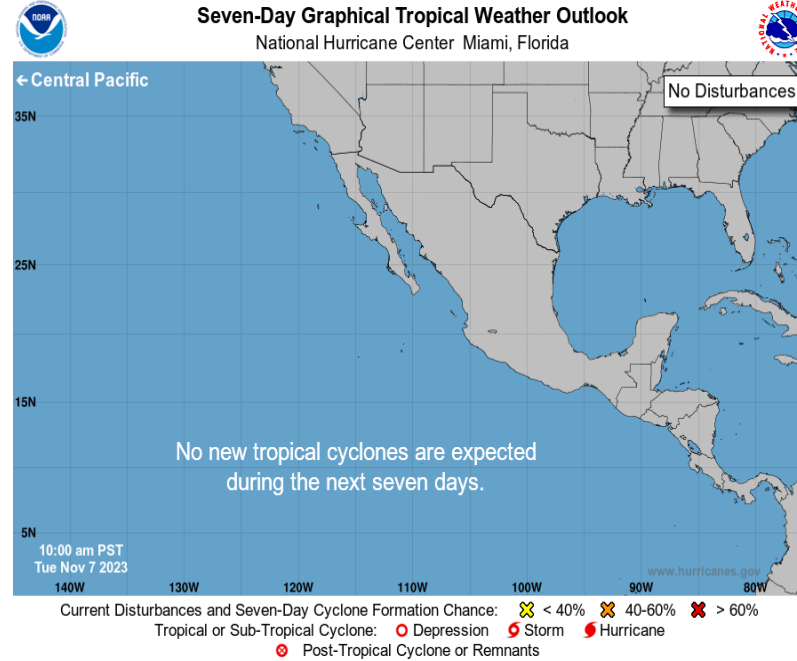 Seven-Day Graphical Tropical Weather Outlook
National Hurricane Center Miami, Florida
NOAA
← Central Pacific
No Disturbances
35N
25N
15N
No new tropical cyclones are expected
during the next seven days.
5N
10:00 am PST
Tue Nov 7 2023
www.hurricanes.gov
140W 130W 120W 110W 100W 90W 80W
Current Disturbances and Seven-Day Cyclone Formation Chance: < 40% 40-60% > 60%
Tropical or Sub-Tropical Cyclone: Depression Storm Hurricane
Post-Tropical Cyclone or Remnants